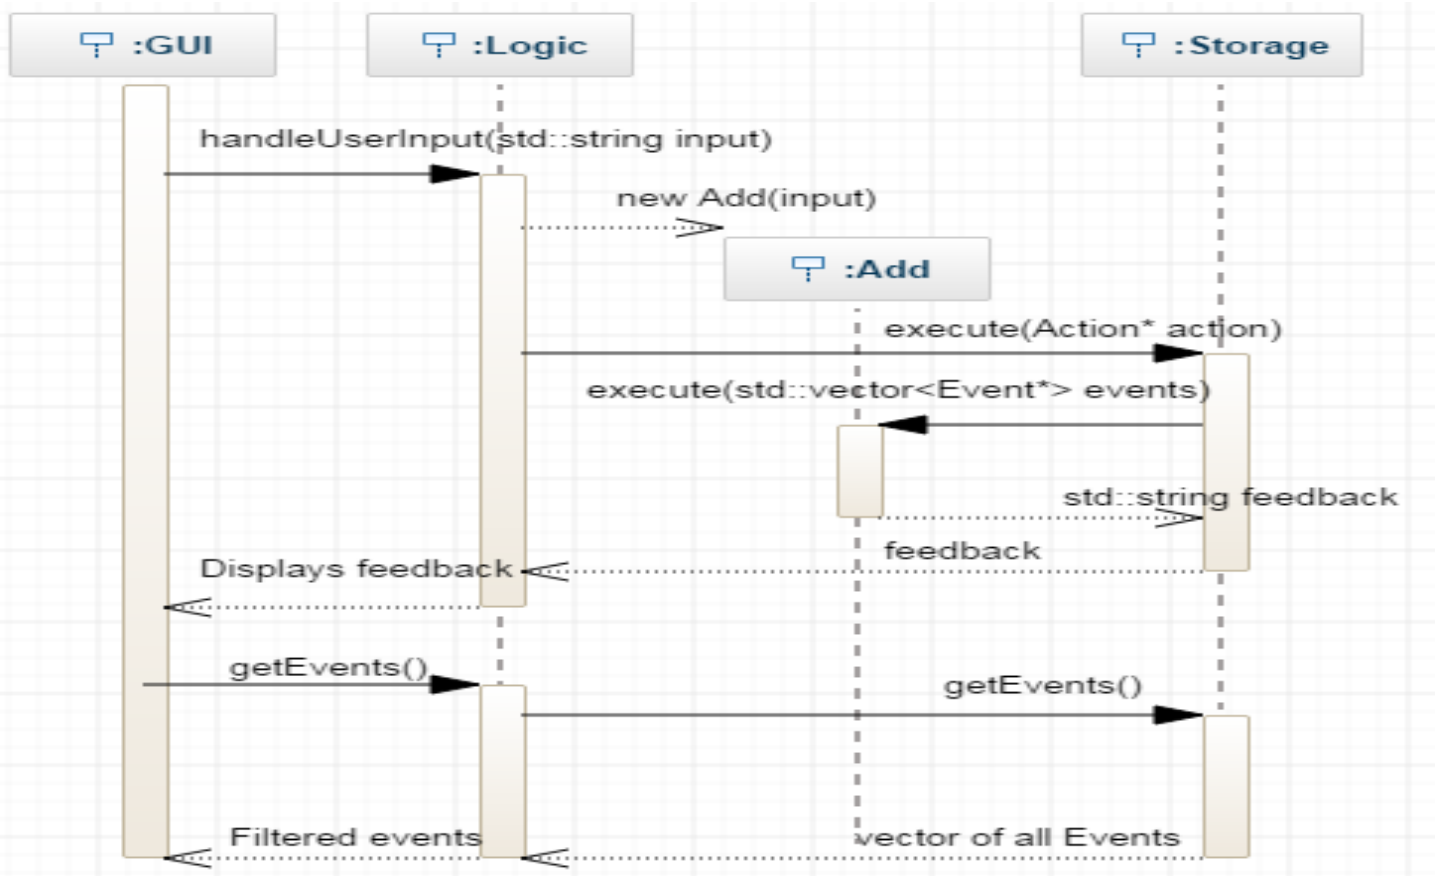 :GUI
:Logic
:Storage
handleUserInput(std::string input)
new Add(input)
:Add
execute(Action* action)
execute(std::vector<Event*> events)
std::string feedback
feedback
Displays feedback
getEvents()
getEvents()
Filtered events
vector of all Events